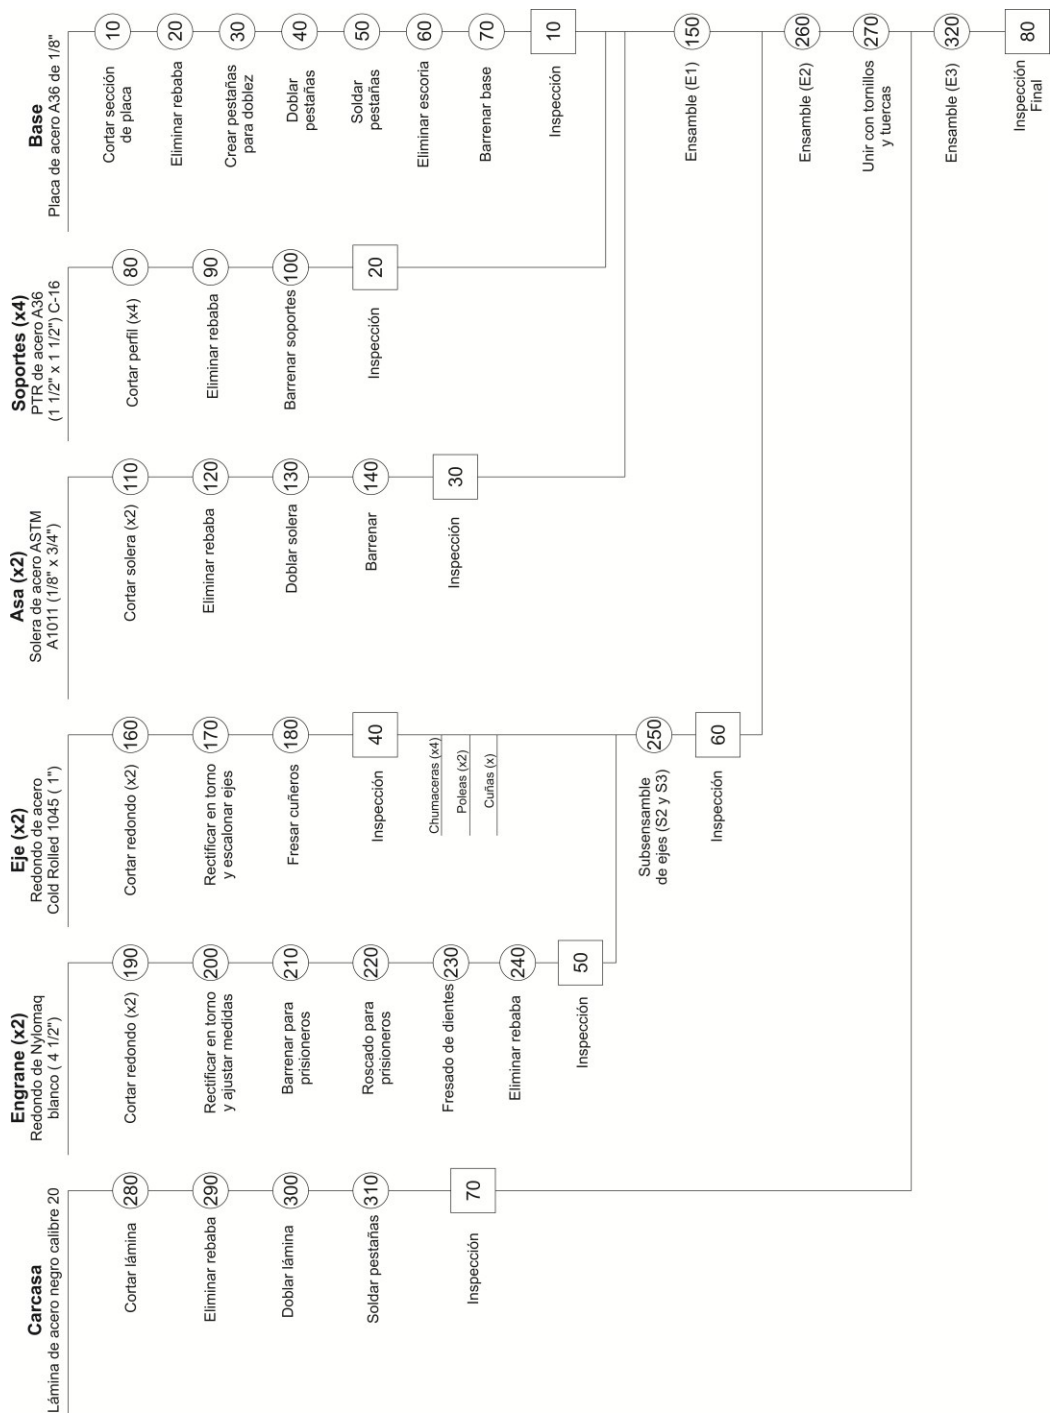 Carcasa
Lámina de acero negro calibre 20
280
Cortar lámina
290
Eliminar rebaba
300
Doblar lámina
310
Soldar pestañas
70
Inspección
Engrane (x2)
Redondo de Nylomaq
blanco ( 4 1/2")
190
Cortar redondo (x2)
200
Rectificar en torno
y ajustar medidas
210
Barrenar para
prisioneros
220
Roscado para
prisioneros
230
Fresado de dientes
240
Eliminar rebaba
50
Inspección
Eje (x2)
Redondo de acero
Cold Rolled 1045 ( 1")
160
Cortar redondo (x2)
170
Rectificar en torno
y escalonar ejes
180
Fresar cuñeros
40
Inspección
Chumaceras (x4)
Poleas (x2)
Cuñas (x)
250
Subsensamble
de ejes (S2 y S3)
60
Inspección
Asa (x2)
Solera de acero ASTM
A1011 (1/8" x 3/4")
110
Cortar solera (x2)
120
Eliminar rebaba
130
Doblar solera
140
Barrenar
30
Inspección
Soportes (x4)
PTR de acero A36
(1 1/2" x 1 1/2") C-16
80
Cortar perfil (x4)
90
Eliminar rebaba
100
Barrenar soportes
20
Inspección
Base
Placa de acero A36 de 1/8"
10
Cortar sección
de placa
20
Eliminar rebaba
30
Crear pestañas
para doblez
40
Doblar
pestañas
50
Soldar
pestañas
60
Eliminar escoria
70
Barrenar base
10
Inspección
150
Ensamble (E1)
260
Ensamble (E2)
270
Unir con tornillos
y tuercas
320
Ensamble (E3)
80
Inspección
Final